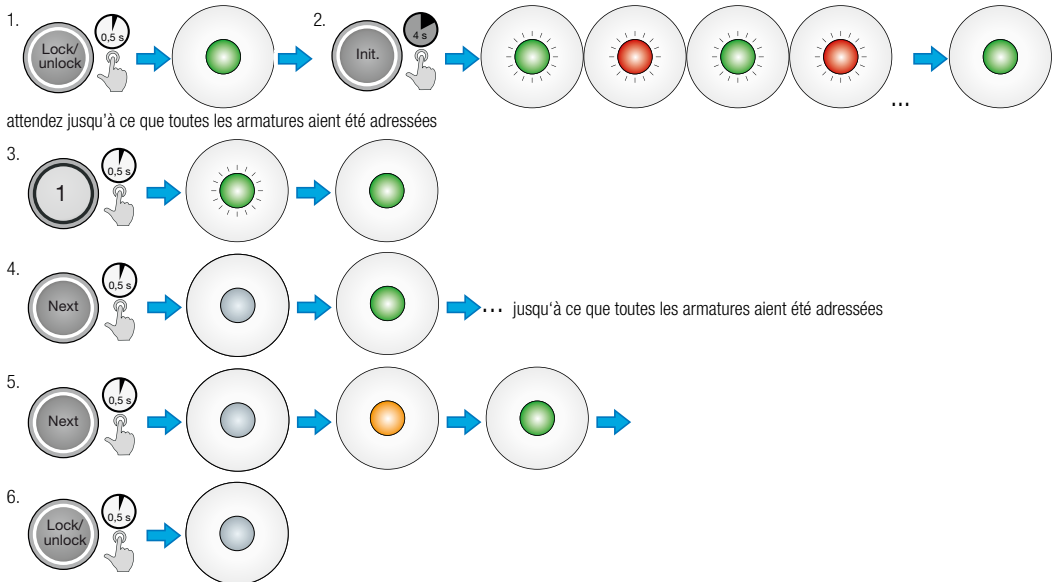 1.
Lock/
unlock
0,5 s
2.
Init.
4 s
...
attendez jusqu'à ce que toutes les armatures aient été adressées
3.
1
0,5 s
4.
Next
0,5 s
... jusqu‘à ce que toutes les armatures aient été adressées
5.
Next
0,5 s
6.
Lock/
unlock
0,5 s